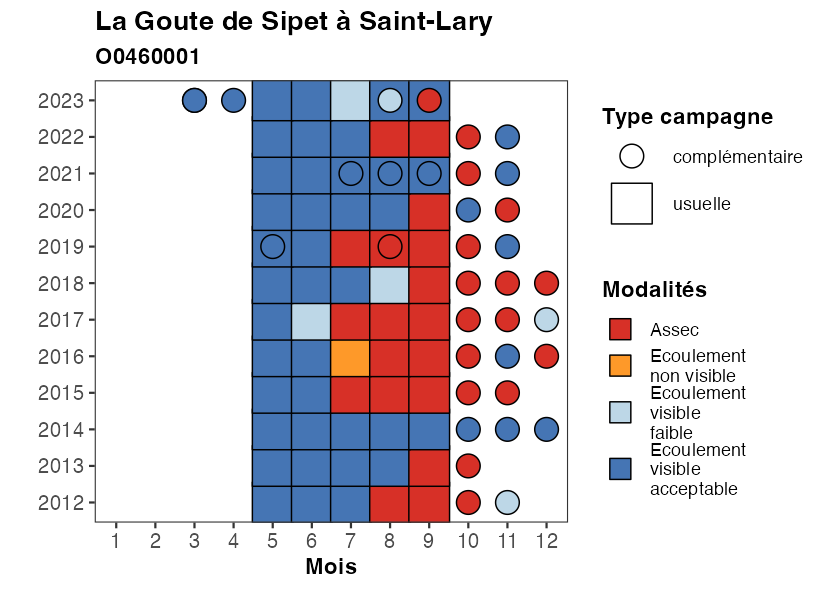 La Goute de Sipet à Saint-Lary
O0460001
2023
2022
2021
2020
2019
2018
2017
2016
2015
2014
2013
2012
1 2 3 4 5 6 7 8 9 10 11 12
Mois
Type campagne
complémentaire
usuelle
Modalités
Assec
Ecoulement
non visible
Ecoulement
visible
faible
Ecoulement
visible
acceptable